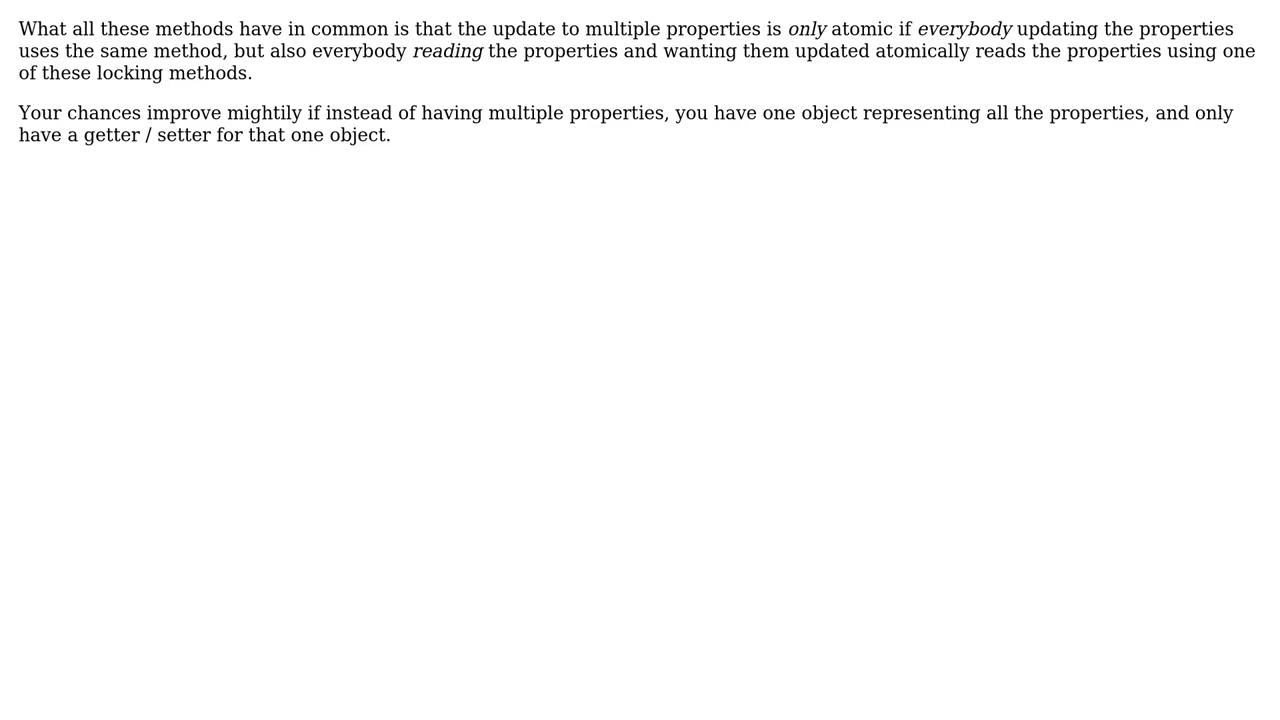 What all these methods have in common is that the update to multiple properties is only atomic if everybody updating the properties
uses the same method, but also everybody reading the properties and wanting them updated atomically reads the properties using one
of these locking methods.
Your chances improve mightily if instead of having multiple properties, you have one object representing all the properties, and only
have a getter / setter for that one object.